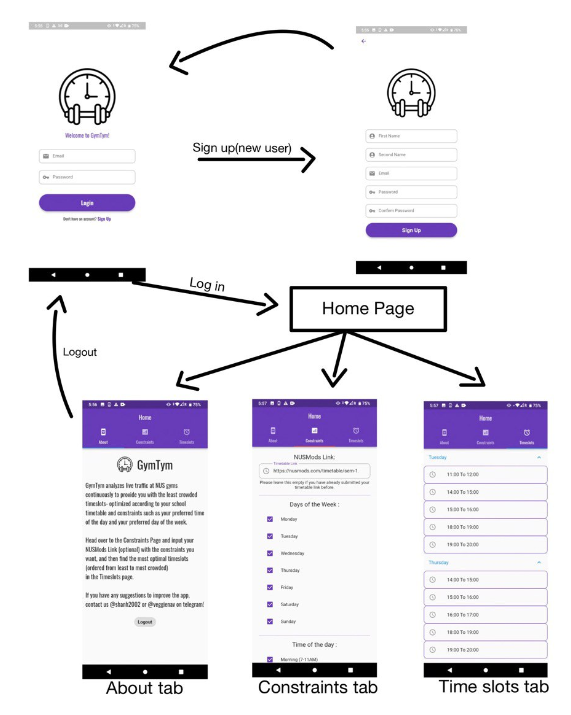 Welcome to GymTym!
Email
Password
Login
Don't have an account? Sign Up
Sign up(new user)
First Name
Second Name
Email
Password
Confirm Password
Sign Up
Log in
Home Page
Logout
5:56
75%
Home
About
Constraints
Timeslots
GymTym
GymTym analyzes live traffic at NUS gyms
continuously to provide you with the least crowded
timeslots- optimized according to your school
timetable and constraints such as your preferred time
of the day and your preferred day of the week.
Head over to the Constraints Page and input your
NUSMods Link (optional) with the constraints you
want, and then find the most optimal timeslots
(ordered from least to most crowded)
in the Timeslots page.
If you have any suggestions to improve the app,
contact us @shanh2002 or @veggienav on telegram!
Logout
About tab
5:57
75%
Home
About
Constraints
Timeslots
NUSMods Link:
Timetable Link
https://nusmods.com/timetable/sem-1
Please leave this empty if you have already submitted your
timetable link before.
Days of the Week :
Monday
Tuesday
Wednesday
Thursday
Friday
Saturday
Sunday
Time of the day :
Morning (7-11AM)
Constraints tab
5:57
75%
Home
About
Constraints
Timeslots
Tuesday
11:00 To 12:00
14:00 To 15:00
15:00 To 16:00
18:00 To 19:00
19:00 To 20:00
Thursday
14:00 To 15:00
15:00 To 16:00
16:00 To 17:00
18:00 To 19:00
19:00 To 20:00
Time slots tab